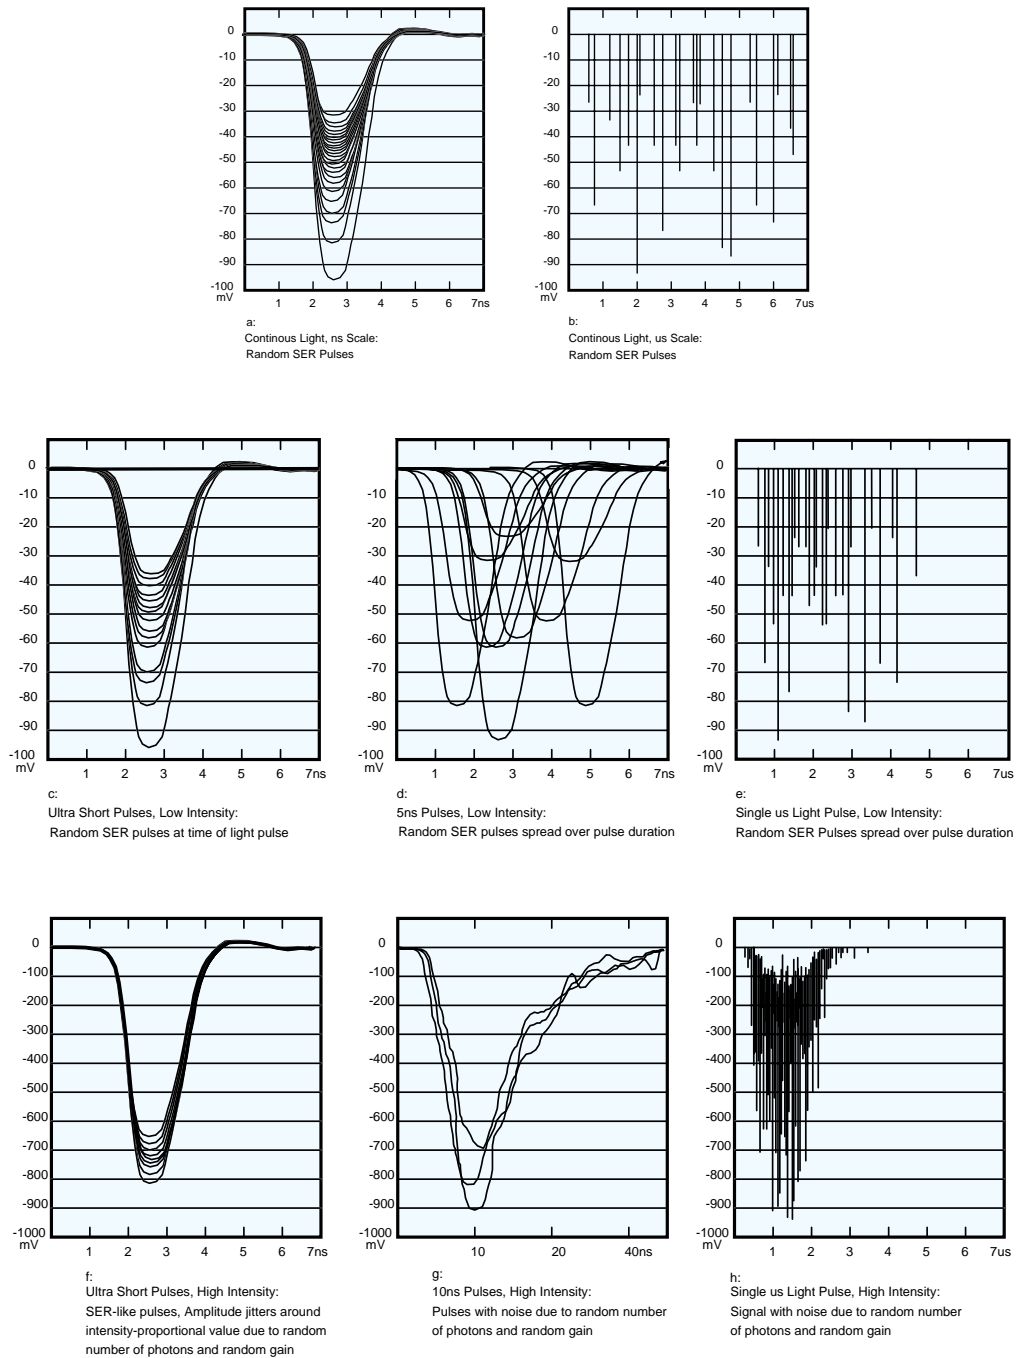 0
-10
-20
-30
-40
-50
-60
-70
-80
-90
-100
mV
1 2 3 4 5 6 7ns
a:
Continous Light, ns Scale:
Random SER Pulses
0
-10
-20
-30
-40
-50
-60
-70
-80
-90
-100
mV
1 2 3 4 5 6 7us
b:
Continous Light, us Scale:
Random SER Pulses
0
-10
-20
-30
-40
-50
-60
-70
-80
-90
-100
mV
1 2 3 4 5 6 7ns
c:
Ultra Short Pulses, Low Intensity:
Random SER pulses at time of light pulse
0
-10
-20
-30
-40
-50
-60
-70
-80
-90
-100
mV
1 2 3 4 5 6 7ns
d:
5ns Pulses, Low Intensity:
Random SER pulses spread over pulse duration
0
-10
-20
-30
-40
-50
-60
-70
-80
-90
-100
mV
1 2 3 4 5 6 7us
e:
Single us Light Pulse, Low Intensity:
Random SER Pulses spread over pulse duration
0
-100
-200
-300
-400
-500
-600
-700
-800
-900
-1000
mV
1 2 3 4 5 6 7ns
f:
Ultra Short Pulses, High Intensity:
SER-like pulses, Amplitude jitters around
intensity-proportional value due to random
number of photons and random gain
0
-100
-200
-300
-400
-500
-600
-700
-800
-900
-1000
mV
10 20 40ns
g:
10ns Pulses, High Intensity:
Pulses with noise due to random number
of photons and random gain
0
-100
-200
-300
-400
-500
-600
-700
-800
-900
-1000
mV
1 2 3 4 5 6 7us
h:
Single us Light Pulse, High Intensity:
Signal with noise due to random number
of photons and random gain